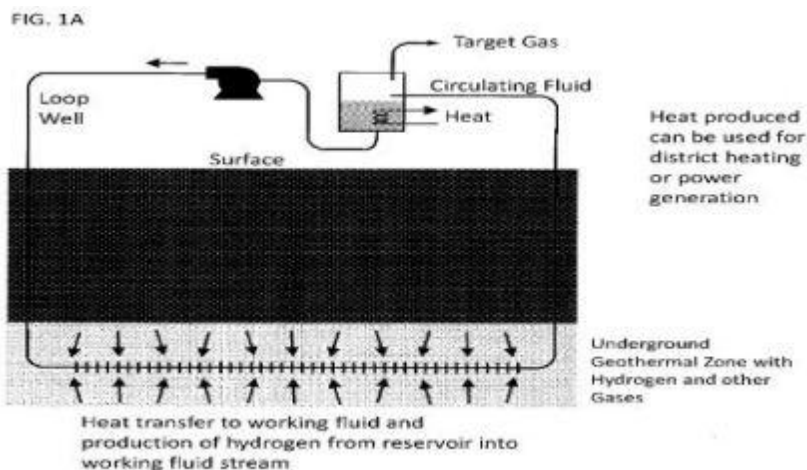 FIG. 1A
Target Gas
Circulating Fluid
Loop
Well
Heat
Surface
Heat produced
can be used for
district heating
or power
generation
Underground
Geothermal Zone with
Hydrogen and other
Gases
Heat transfer to working fluid and
production of hydrogen from reservoir into
working fluid stream